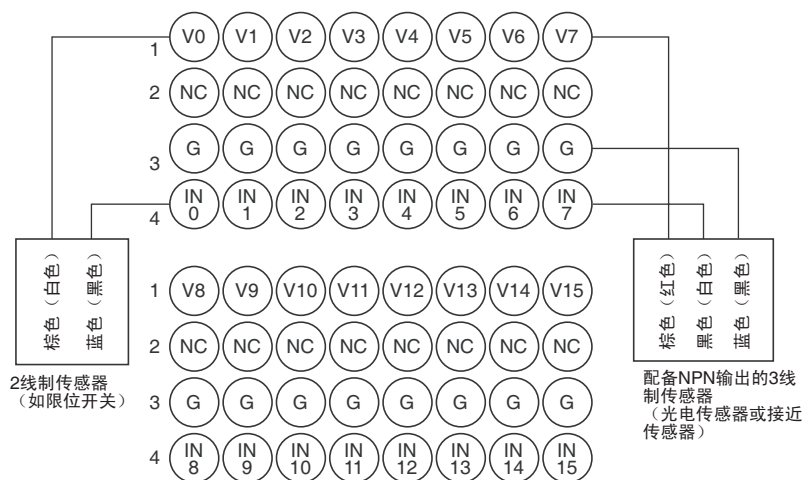 1 V0 V1 V2 V3 V4 V5 V6 V7
2 NC NC NC NC NC NC NC NC
3 G G G G G G G G
4 IN 0 IN 1 IN 2 IN 3 IN 4 IN 5 IN 6 IN 7
棕色（白色）
蓝色（黑色）
2线制传感器
（如限位开关）
棕色（红色）
黑色（白色）
蓝色（黑色）
配备NPN输出的3线
制传感器
（光电传感器或接近
传感器）
1 V8 V9 V10 V11 V12 V13 V14 V15
2 NC NC NC NC NC NC NC NC
3 G G G G G G G G
4 IN 8 IN 9 IN 10 IN 11 IN 12 IN 13 IN 14 IN 15